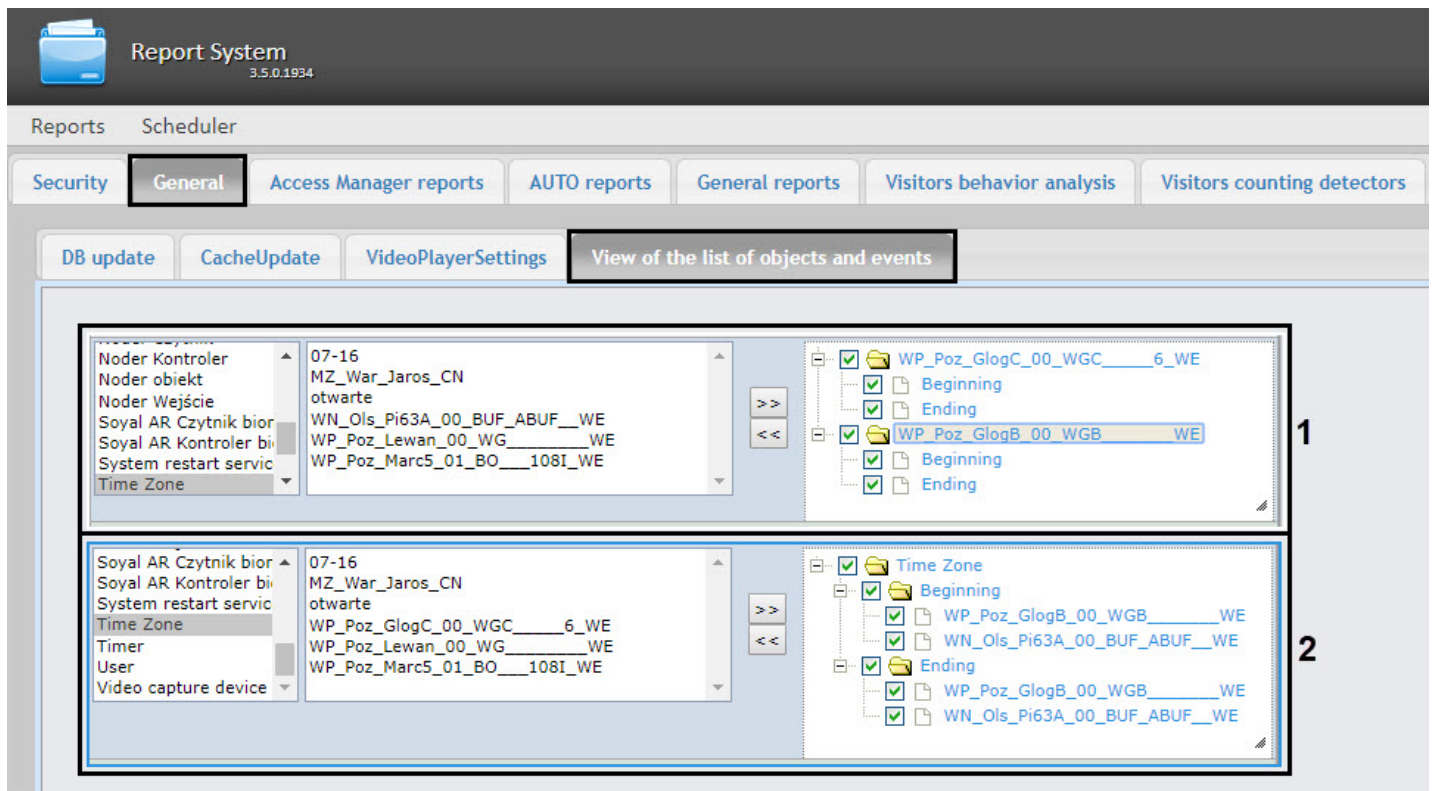 Report System
3.5.0.1934
Reports Scheduler
Security General Access Manager reports AUTO reports General reports Visitors behavior analysis Visitors counting detectors
DB update CacheUpdate VideoPlayerSettings View of the list of objects and events
Noder Kontroler
Noder obiekt
Noder Wejście
Soyal AR Czytnik bior
Soyal AR Kontroler bi
System restart servic
Time Zone
07-16
MZ_War_Jaros_CN
otwarte
WN_Ols_Pi63A_00_BUF_ABUF__WE
WP_Poz_Lewan_00_WG________WE
WP_Poz_Marc5_01_BO___108I_WE
>>
<<
WP_Poz_GlogC_00_WGC_____6_WE
Beginning
Ending
WP_Poz_GlogB_00_WGB_______WE
Beginning
Ending
1
Soyal AR Czytnik bior
Soyal AR Kontroler bi
System restart servic
Time Zone
Timer
User
Video capture device
07-16
MZ_War_Jaros_CN
otwarte
WP_Poz_GlogC_00_WGC_____6_WE
WP_Poz_Lewan_00_WG________WE
WP_Poz_Marc5_01_BO___108I_WE
>>
<<
Time Zone
Beginning
WP_Poz_GlogB_00_WGB_______WE
WN_Ols_Pi63A_00_BUF_ABUF__WE
Ending
WP_Poz_GlogB_00_WGB_______WE
WN_Ols_Pi63A_00_BUF_ABUF__WE
2